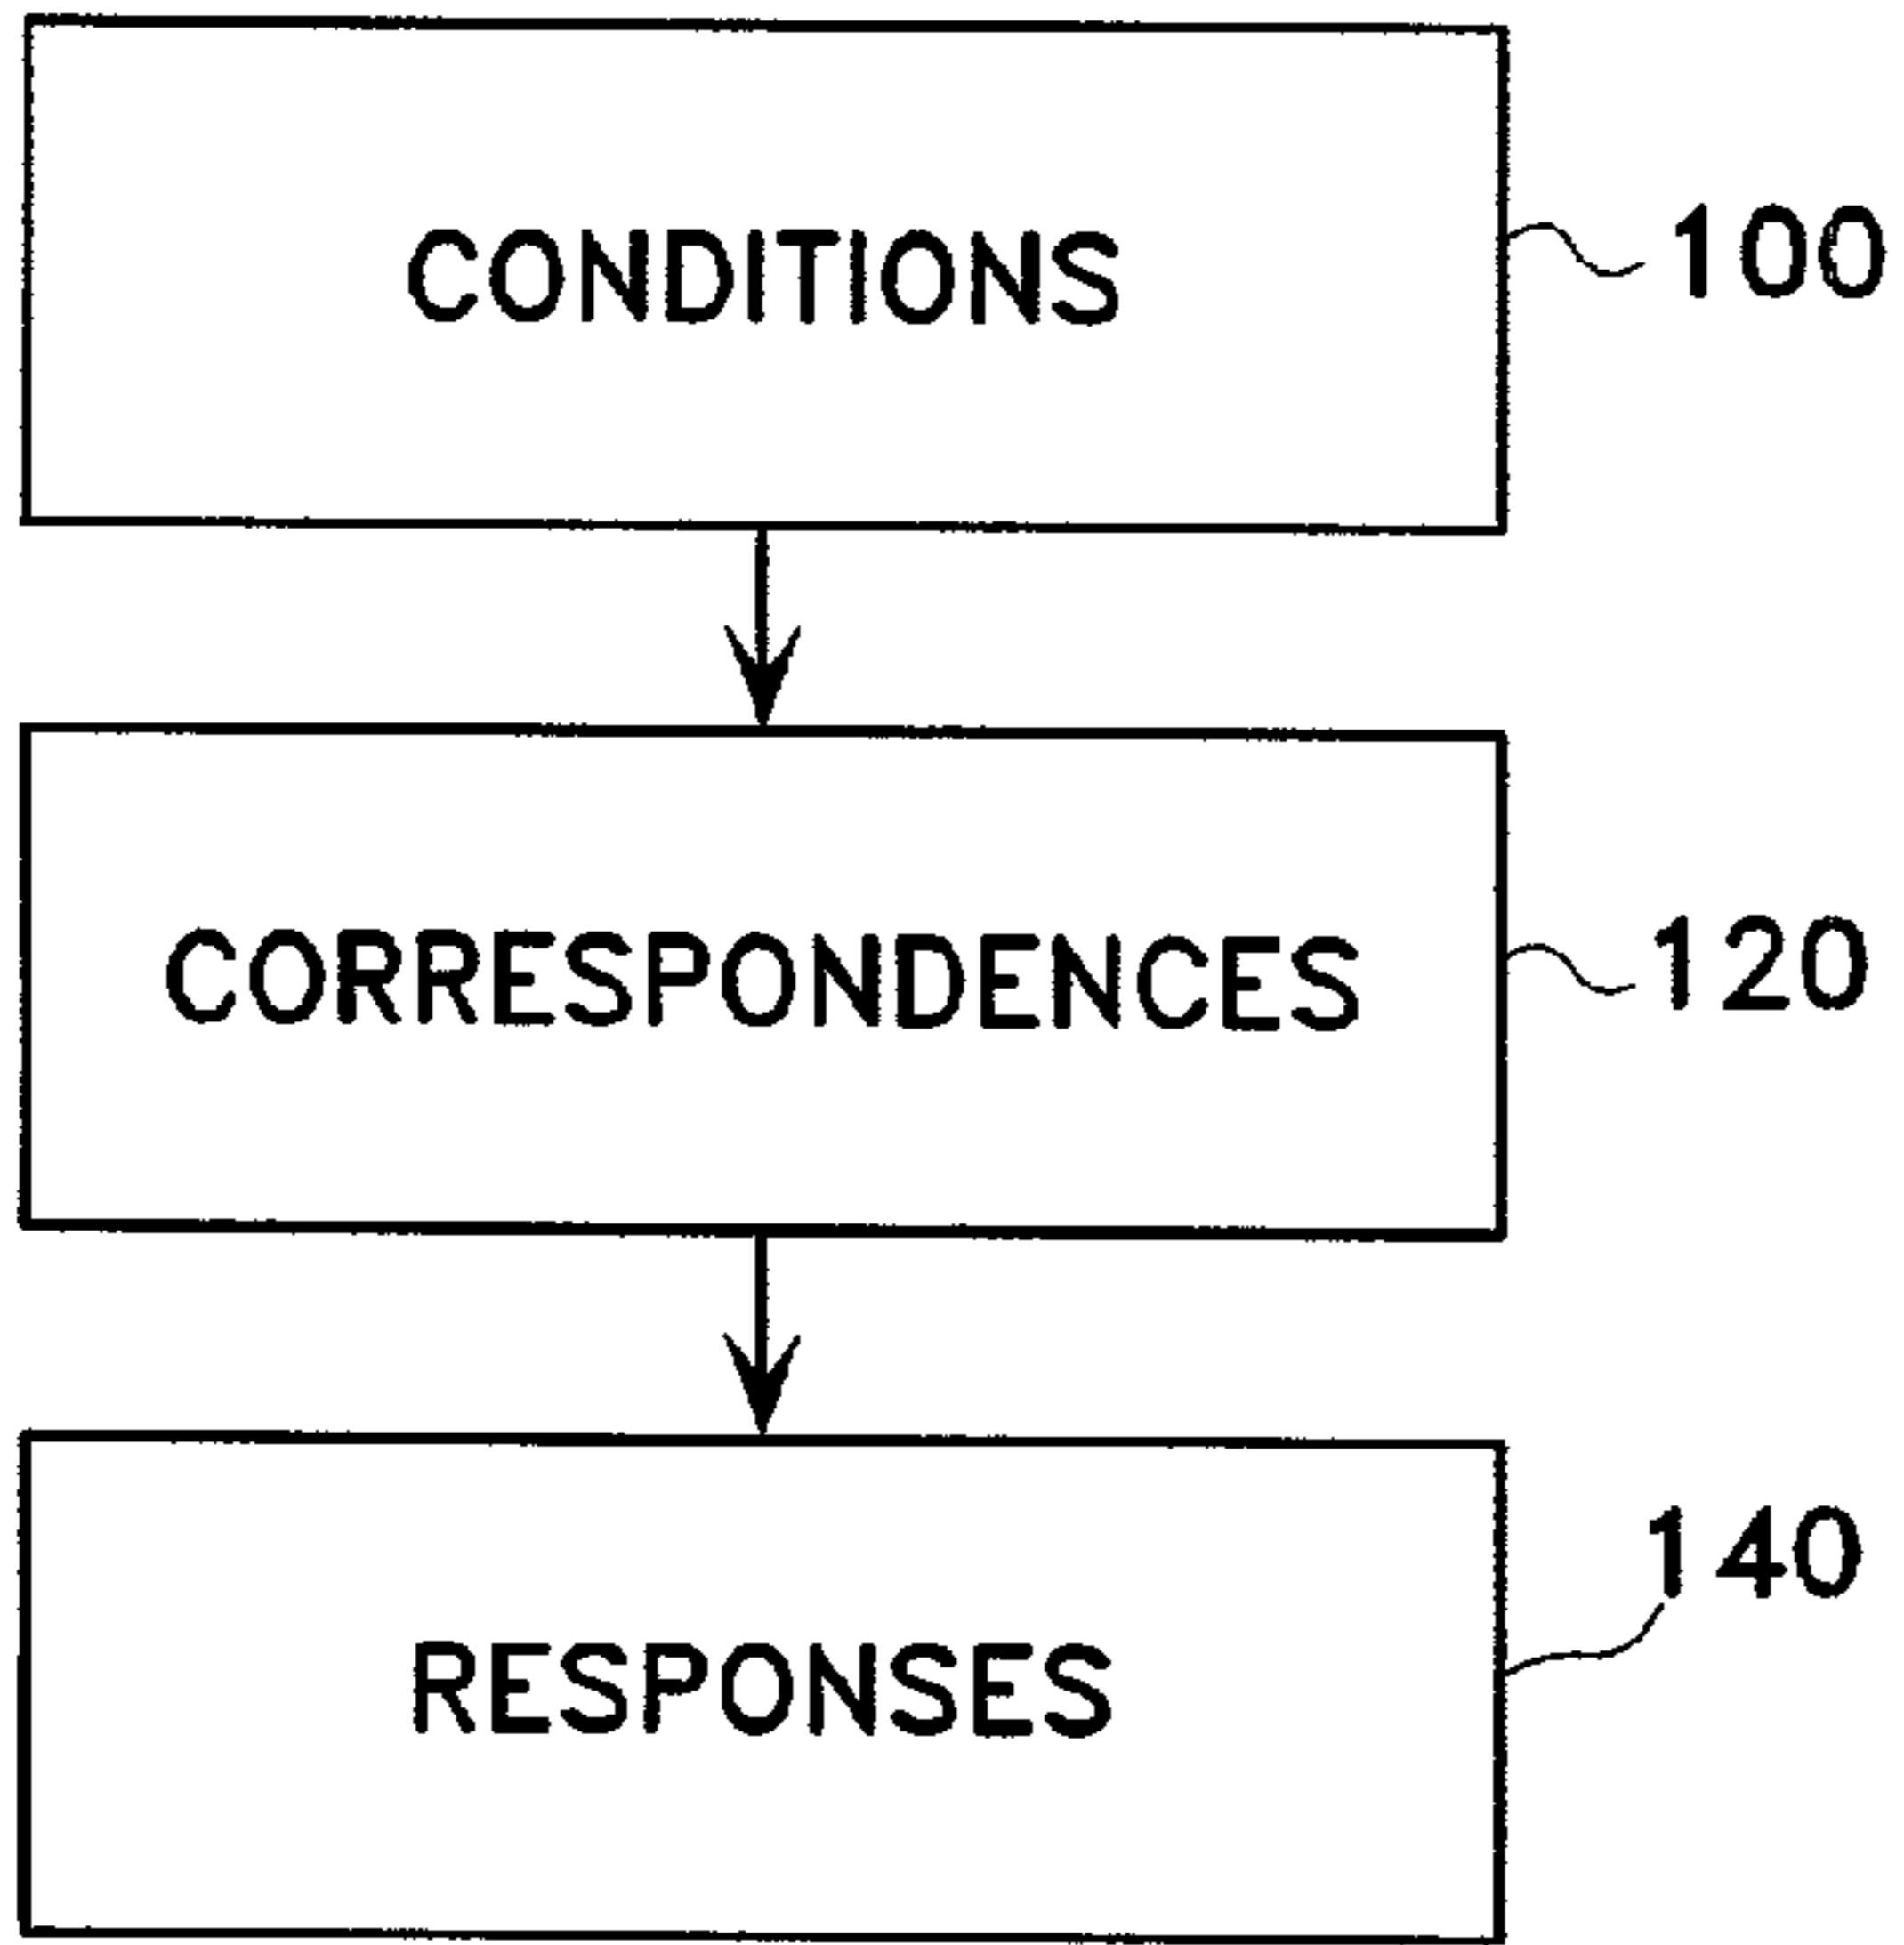 CONDITIONS
100
CORRESPONDENCES
120
140
RESPONSES